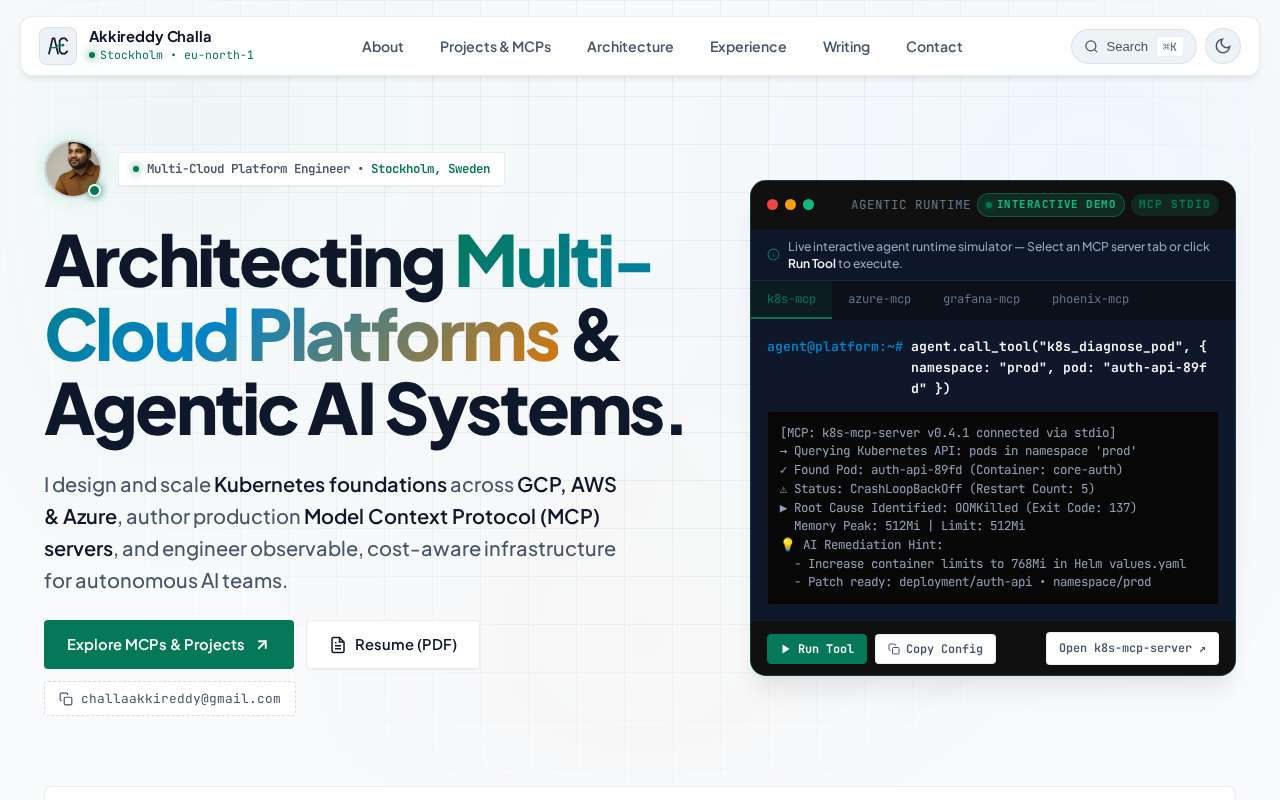 Akkireddy Challa
Stockholm • eu-north-1
About
Projects & MCPs
Architecture
Experience
Writing
Contact
Search ⌘K
Multi-Cloud Platform Engineer • Stockholm, Sweden
Architecting Multi-
Cloud Platforms &
Agentic AI Systems.
I design and scale Kubernetes foundations across GCP, AWS
& Azure, author production Model Context Protocol (MCP)
servers, and engineer observable, cost-aware infrastructure
for autonomous AI teams.
Explore MCPs & Projects
Resume (PDF)
challaakkireddy@gmail.com
AGENTIC RUNTIME
INTERACTIVE DEMO
MCP STDIO
Live interactive agent runtime simulator — Select an MCP server tab or click
Run Tool to execute.
k8s-mcp
azure-mcp
grafana-mcp
phoenix-mcp
agent@platform:~# agent.call_tool("k8s_diagnose_pod", {
namespace: "prod", pod: "auth-api-89f
d" })
[MCP: k8s-mcp-server v0.4.1 connected via stdio]
→ Querying Kubernetes API: pods in namespace 'prod'
✓ Found Pod: auth-api-89fd (Container: core-auth)
⚠ Status: CrashLoopBackOff (Restart Count: 5)
▶ Root Cause Identified: OOMKilled (Exit Code: 137)
Memory Peak: 512Mi | Limit: 512Mi
💡 AI Remediation Hint:
- Increase container limits to 768Mi in Helm values.yaml
- Patch ready: deployment/auth-api • namespace/prod
Run Tool
Copy Config
Open k8s-mcp-server ↗